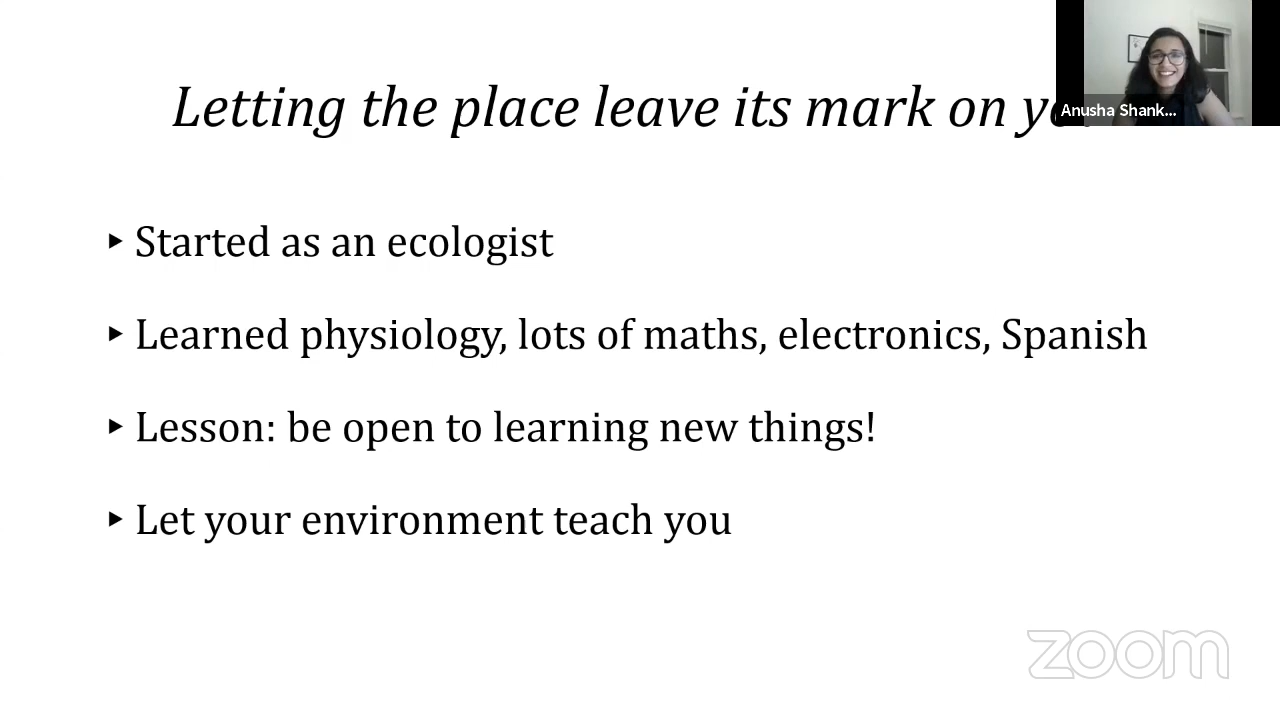 Letting the place leave its mark on
Anusha Shank...
Started as an ecologist
Learned physiology, lots of maths, electronics, Spanish
Lesson: be open to learning new things!
Let your environment teach you
zoom